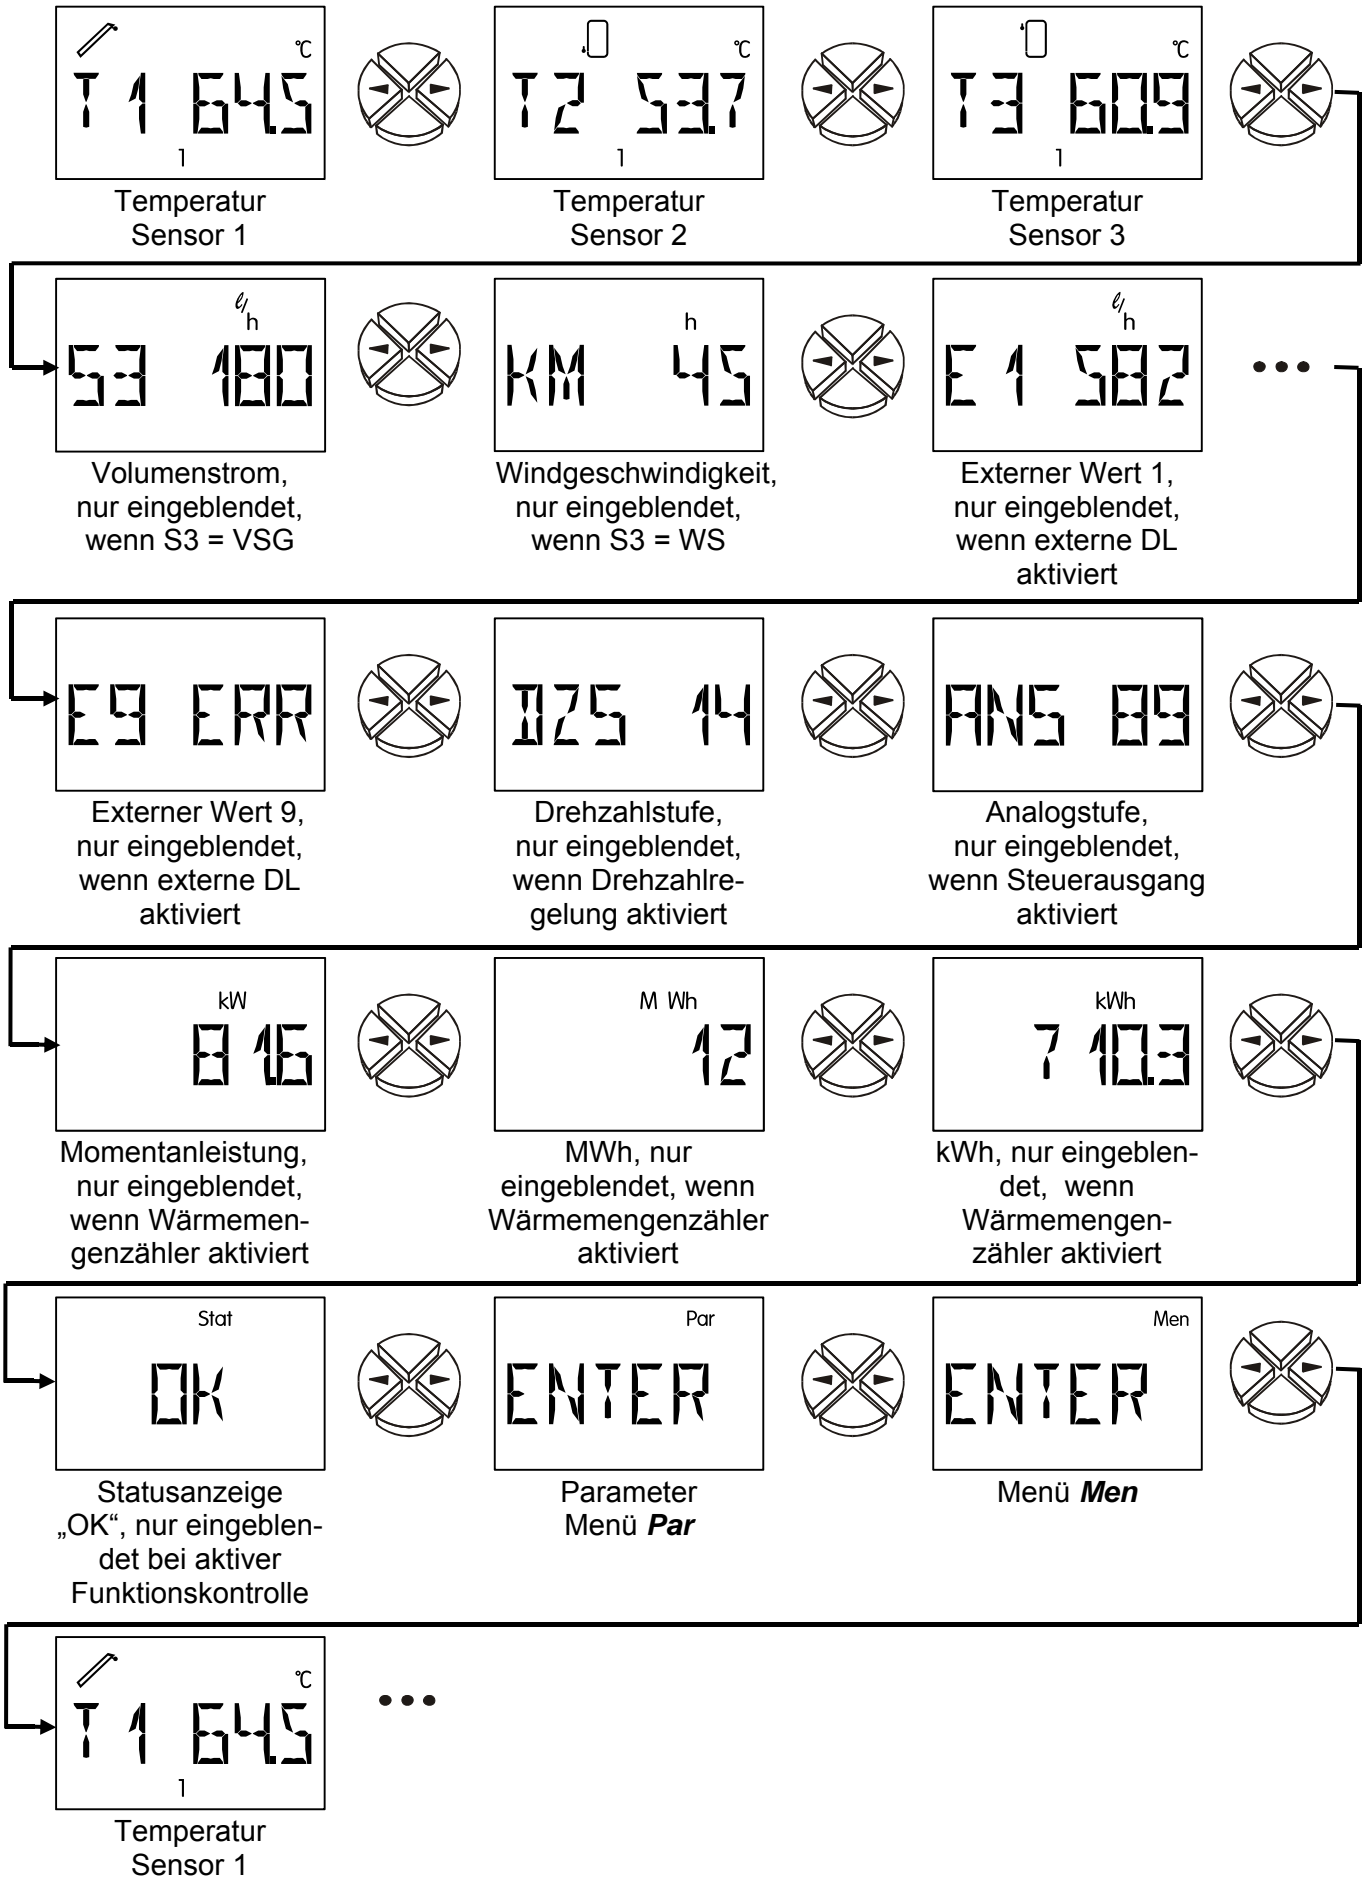 °C
T1 64.5
1
Temperatur
Sensor 1
°C
T2 53.7
1
Temperatur
Sensor 2
°C
T3 60.9
1
Temperatur
Sensor 3
l/h
S3 180
Volumenstrom,
nur eingeblendet,
wenn S3 = VSG
h
KM 45
Windgeschwindigkeit,
nur eingeblendet,
wenn S3 = WS
l/h
E1 582
Externer Wert 1,
nur eingeblendet,
wenn externe DL
aktiviert
E9 ERR
Externer Wert 9,
nur eingeblendet,
wenn externe DL
aktiviert
DZS 14
Drehzahlstufe,
nur eingeblendet,
wenn Drehzahlre-
gelung aktiviert
ANS 89
Analogstufe,
nur eingeblendet,
wenn Steuerausgang
aktiviert
kW
81.6
Momentanleistung,
nur eingeblendet,
wenn Wärmemen-
genzähler aktiviert
M Wh
12
MWh, nur
eingeblendet, wenn
Wärmemengenzähler
aktiviert
kWh
710.3
kWh, nur eingeblen-
det, wenn
Wärmemengen-
zähler aktiviert
Stat
OK
Statusanzeige
„OK“, nur eingeblen-
det bei aktiver
Funktionskontrolle
Par
ENTER
Parameter
Menü Par
Men
ENTER
Menü Men
°C
T1 64.5
1
Temperatur
Sensor 1